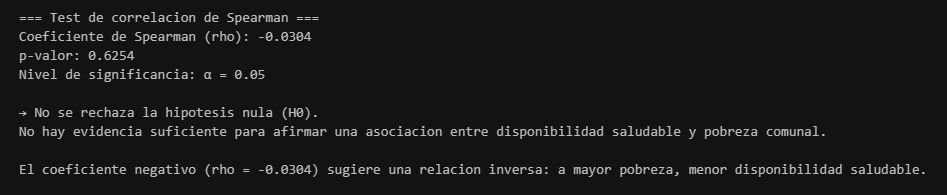 === Test de correlacion de Spearman ===
Coeficiente de Spearman (rho): -0.0304
p-valor: 0.6254
Nivel de significancia: α = 0.05
→ No se rechaza la hipotesis nula (H0).
No hay evidencia suficiente para afirmar una asociacion entre disponibilidad saludable y pobreza comunal.
El coeficiente negativo (rho = -0.0304) sugiere una relacion inversa: a mayor pobreza, menor disponibilidad saludable.